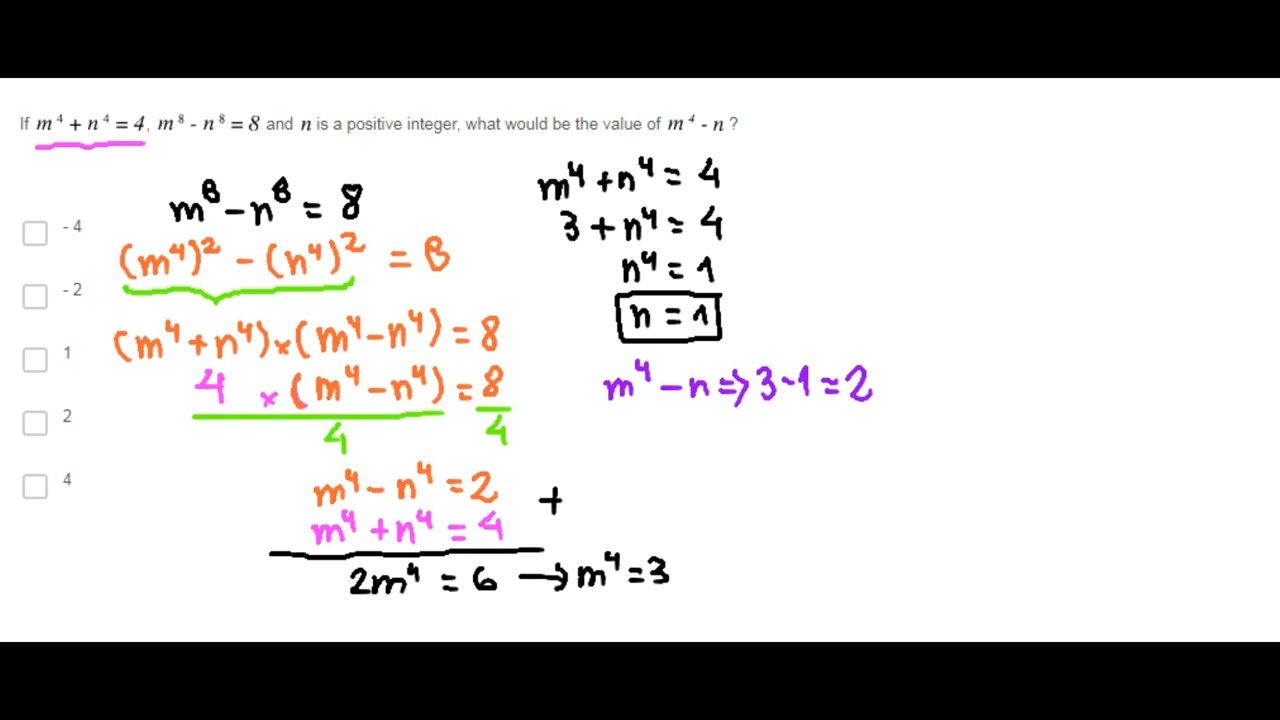 If m⁴ + n⁴ = 4, m⁸ - n⁸ = 8 and n is a positive integer, what would be the value of m⁴ - n ?
- 4
- 2
1
2
4
m⁸ - n⁸ = 8
(m⁴)² - (n⁴)² = 8
(m⁴ + n⁴) × (m⁴ - n⁴) = 8
4 × (m⁴ - n⁴) = 8
4 4
m⁴ - n⁴ = 2 +
m⁴ + n⁴ = 4
2m⁴ = 6 → m⁴ = 3
m⁴ + n⁴ = 4
3 + n⁴ = 4
n⁴ = 1
n = 1
m⁴ - n ⇒ 3 - 1 = 2